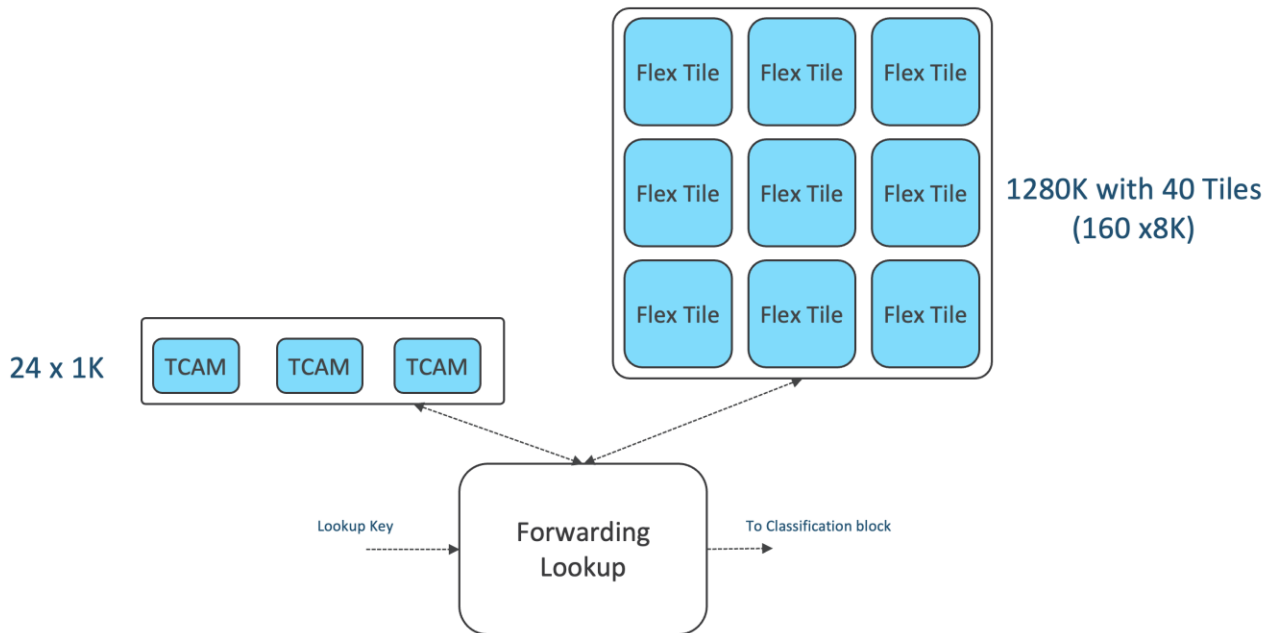 Flex Tile Flex Tile Flex Tile
Flex Tile Flex Tile Flex Tile
1280K with 40 Tiles
(160 x8K)
Flex Tile Flex Tile Flex Tile
24 x 1K
TCAM TCAM TCAM
Lookup Key
Forwarding
Lookup
To Classification block